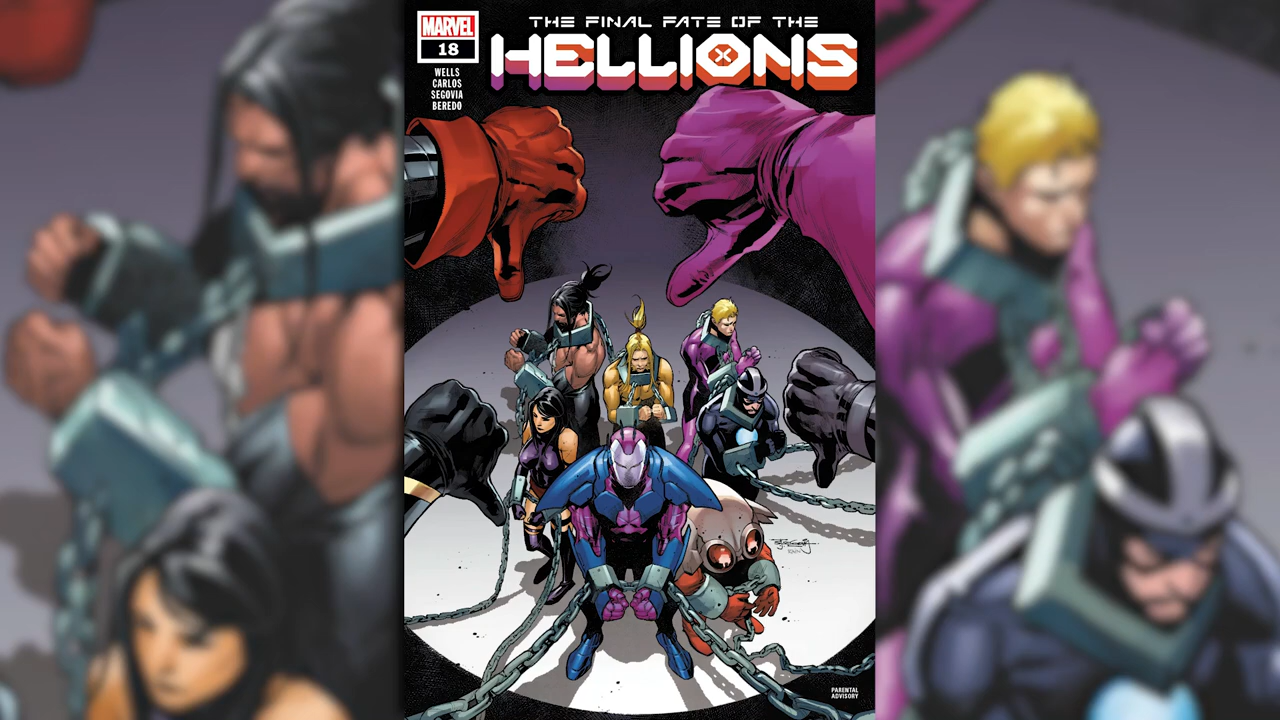 MARVEL
18
WELLS
CARLOS
SEGOVIA
BEREDO
THE FINAL FATE OF THE
HELLIONS
PARENTAL
ADVISORY